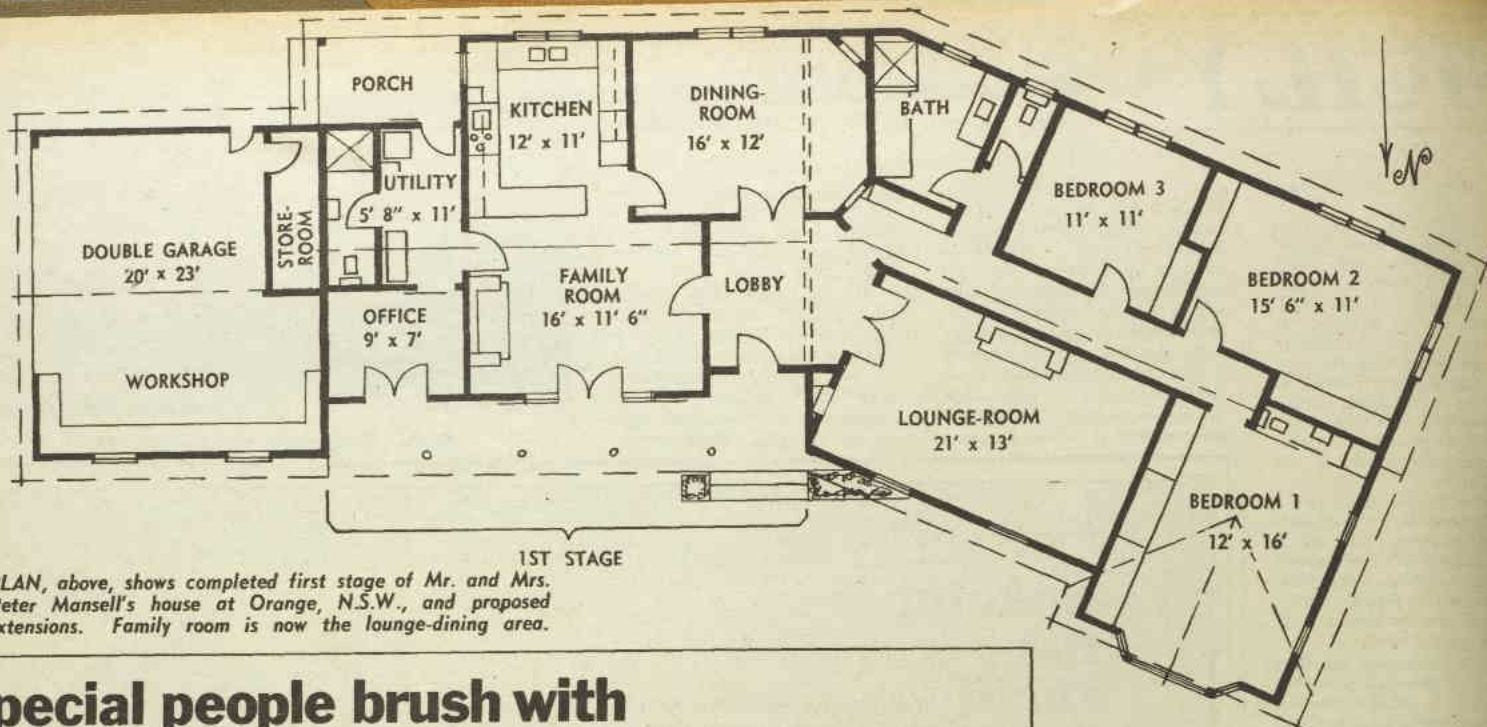 PORCH
KITCHEN
12' x 11'
DINING-
ROOM
16' x 12'
BATH
N
UTILITY
5' 8" x 11'
BEDROOM 3
11' x 11'
DOUBLE GARAGE
20' x 23'
STORE-
ROOM
FAMILY
ROOM
16' x 11' 6"
LOBBY
BEDROOM 2
15' 6" x 11'
OFFICE
9' x 7'
WORKSHOP
LOUNGE-ROOM
21' x 13'
BEDROOM 1
12' x 16'
1ST STAGE
LAN, above, shows completed first stage of Mr. and Mrs.
eter Mansell's house at Orange, N.S.W., and proposed
xtensions. Family room is now the lounge-dining area.
pecial people brush with